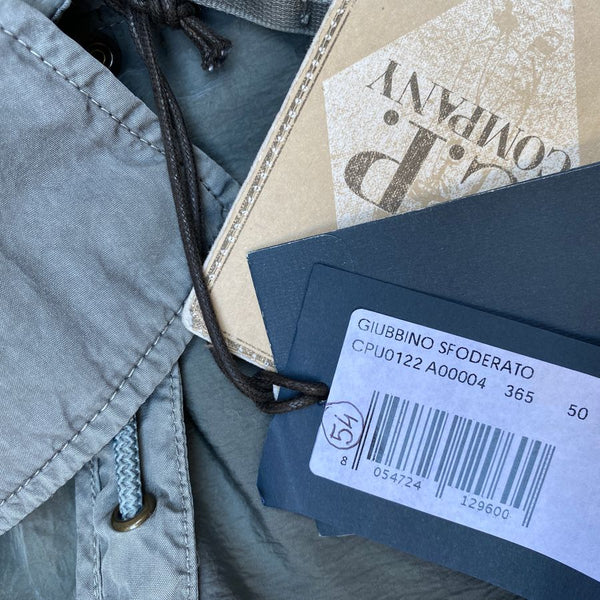 C.P.
COMPANY
GIUBBINO SFODERATO
CPU0122 A00004 365 50
54
8 054724 129600